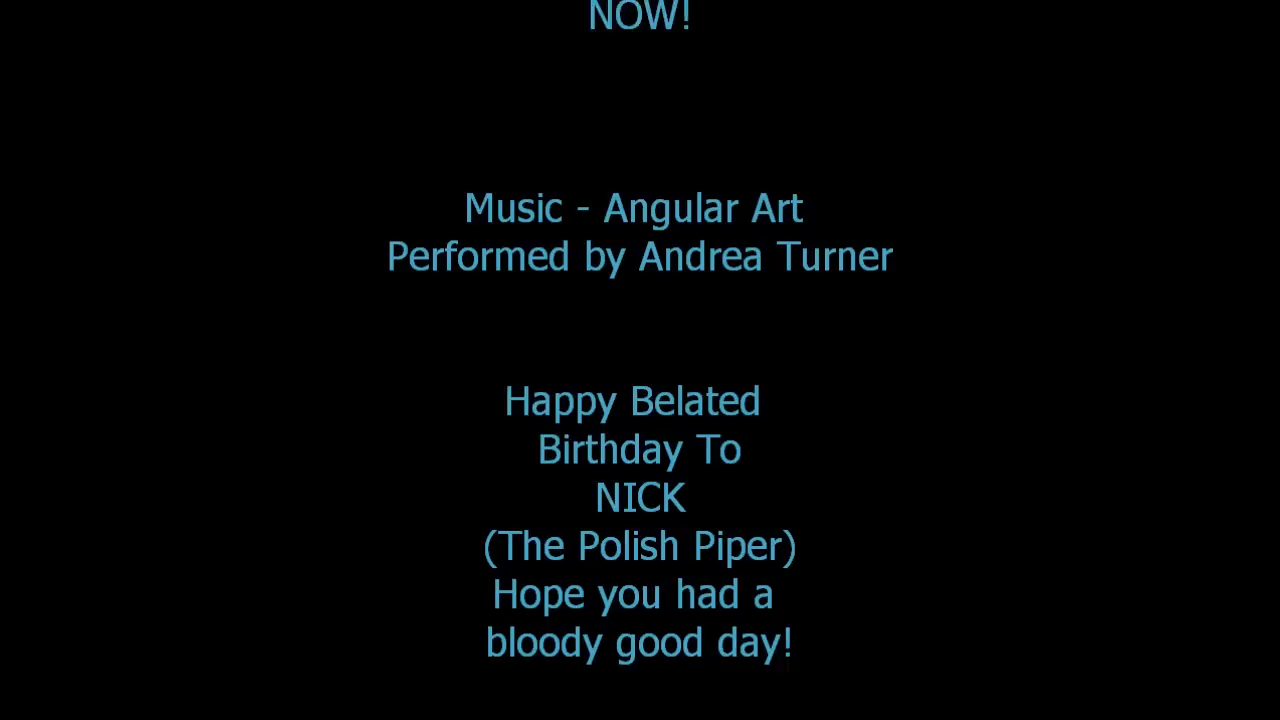 NOW!
Music - Angular Art
Performed by Andrea Turner
Happy Belated
Birthday To
NICK
(The Polish Piper)
Hope you had a
bloody good day!